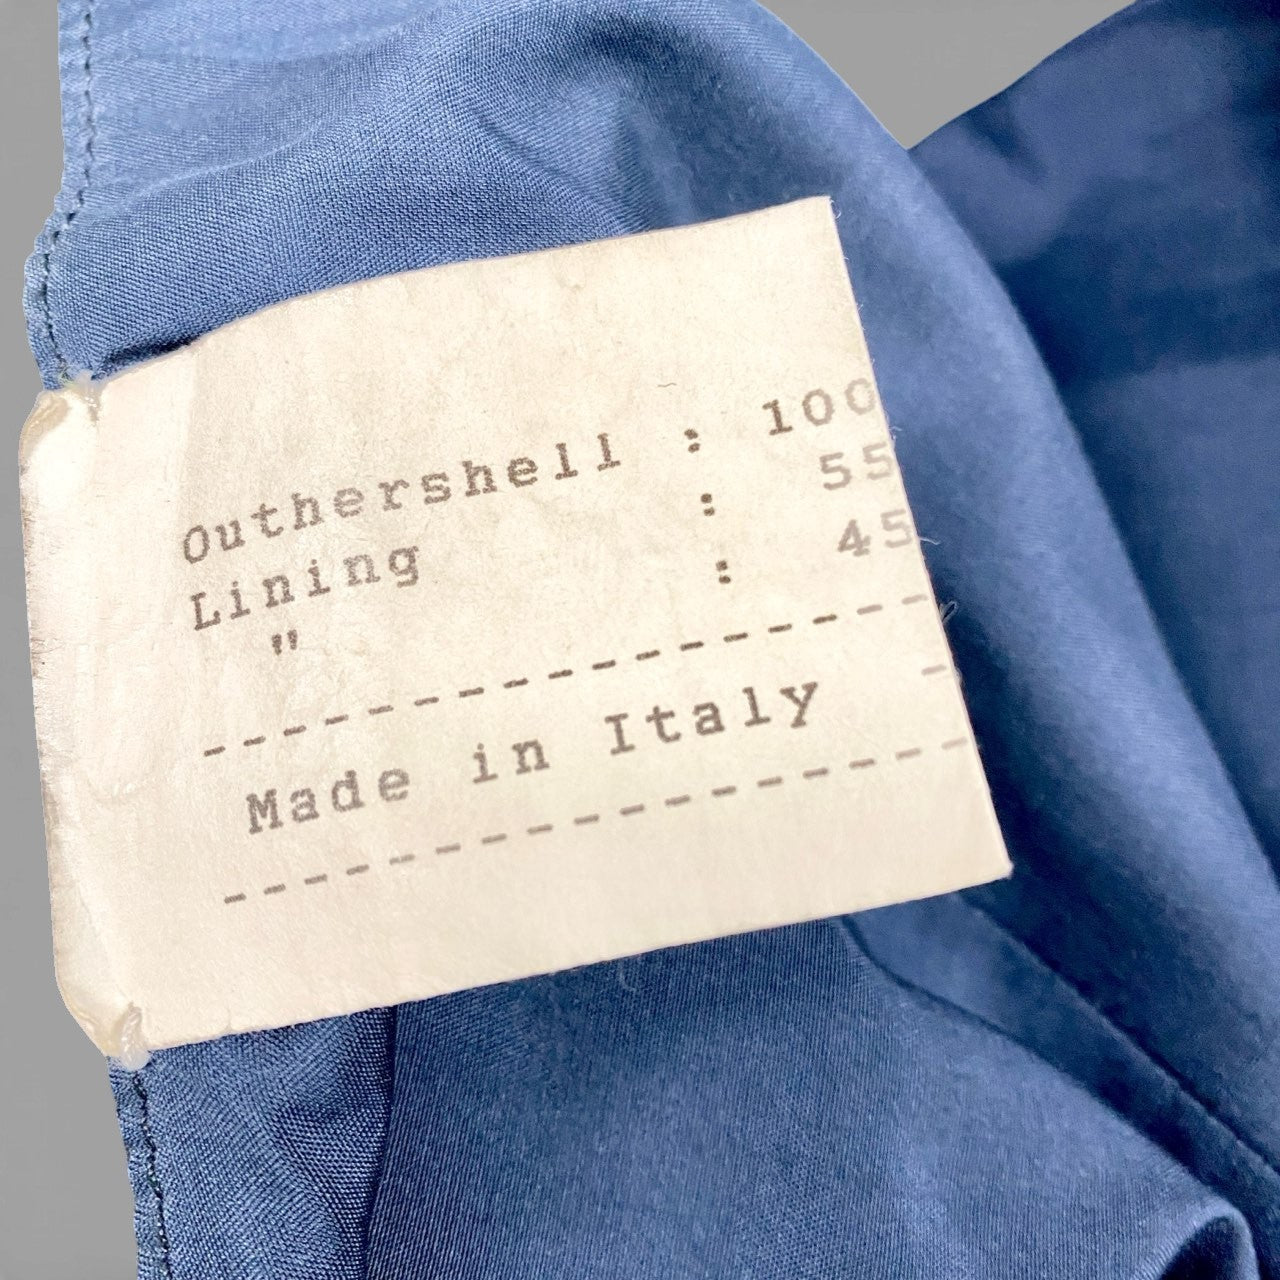 Outhershell : 100
Lining : 55
" : 45
--------------------
Made in Italy -
--------------------